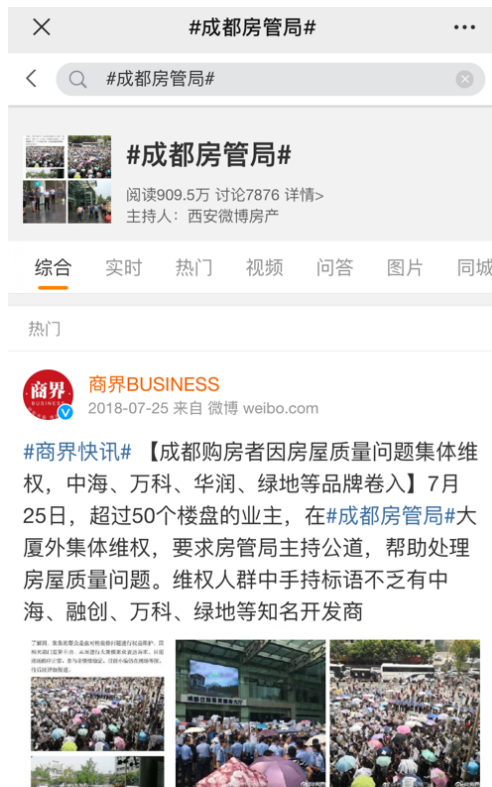 #成都房管局#
#成都房管局#
#成都房管局#
阅读909.5万 讨论7876 详情>
主持人：西安微博房产
综合 实时 热门 视频 问答 图片 同城
热门
商界
BUSINESS
商界BUSINESS
2018-07-25 来自 微博 weibo.com
#商界快讯# 【成都购房者因房屋质量问题集体维
权，中海、万科、华润、绿地等品牌卷入】7月
25日，超过50个楼盘的业主，在#成都房管局#大
厦外集体维权，要求房管局主持公道，帮助处理
房屋质量问题。维权人群中手持标语不乏有中
海、融创、万科、绿地等知名开发商